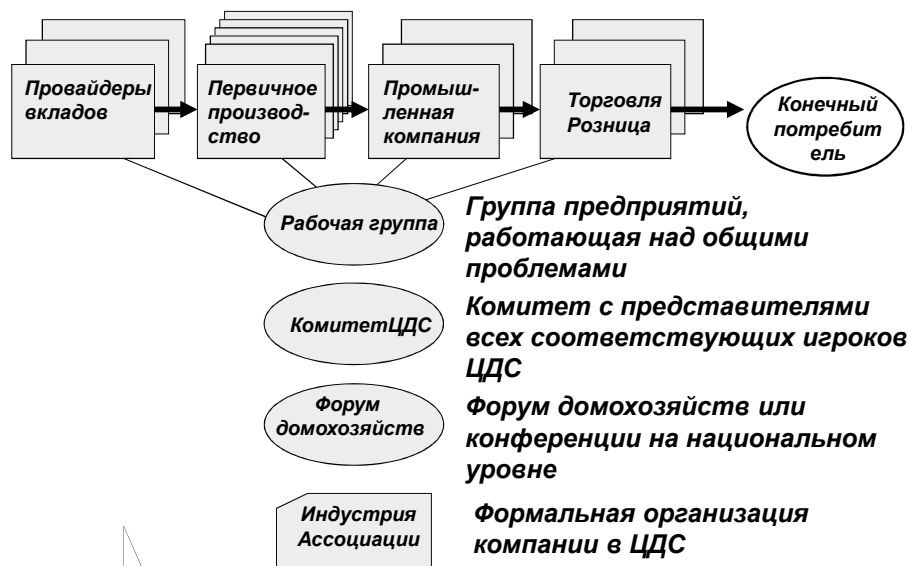 Провайдеры
вкладов
Первичное
производ-
ство
Промыш-
ленная
компания
Торговля
Розница
Конечный
потребит
ель
Рабочая группа
Группа предприятий,
работающая над общими
проблемами
КомитетЦДС
Комитет с представителями
всех соответствующих игроков
ЦДС
Форум
домохозяйств
Форум домохозяйств или
конференции на национальном
уровне
Индустрия
Ассоциации
Формальная организация
компании в ЦДС